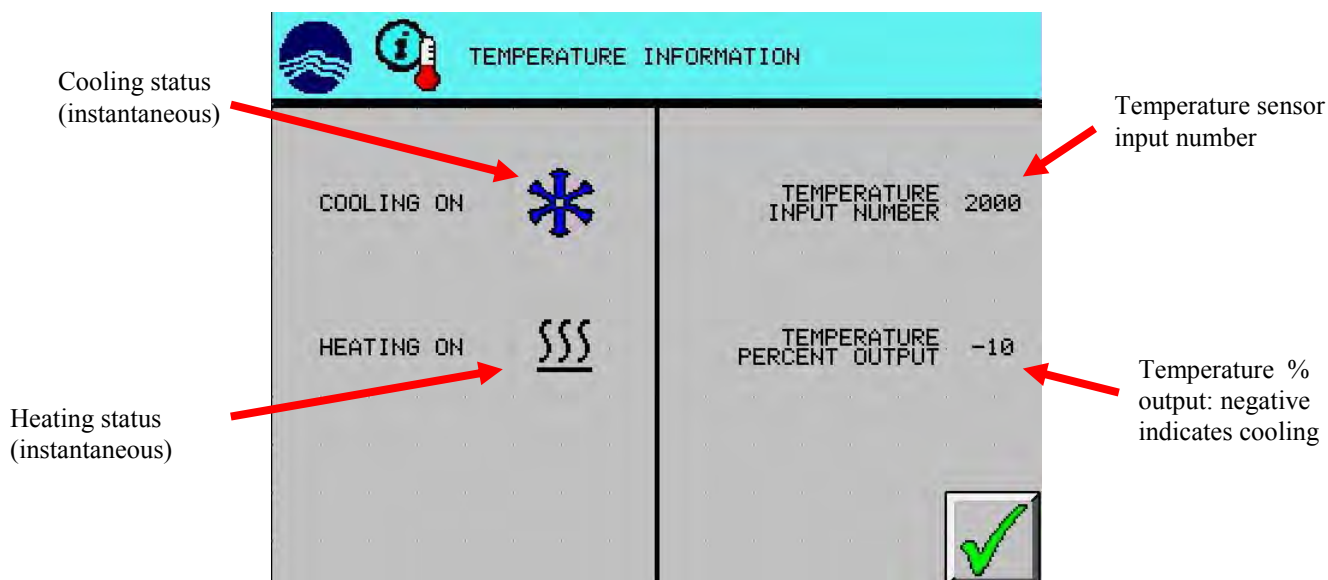 i
TEMPERATURE INFORMATION
Cooling status
(instantaneous)
Temperature sensor
input number
COOLING ON
TEMPERATURE
INPUT NUMBER 2000
HEATING ON
TEMPERATURE
PERCENT OUTPUT -10
Temperature %
output: negative
indicates cooling
Heating status
(instantaneous)